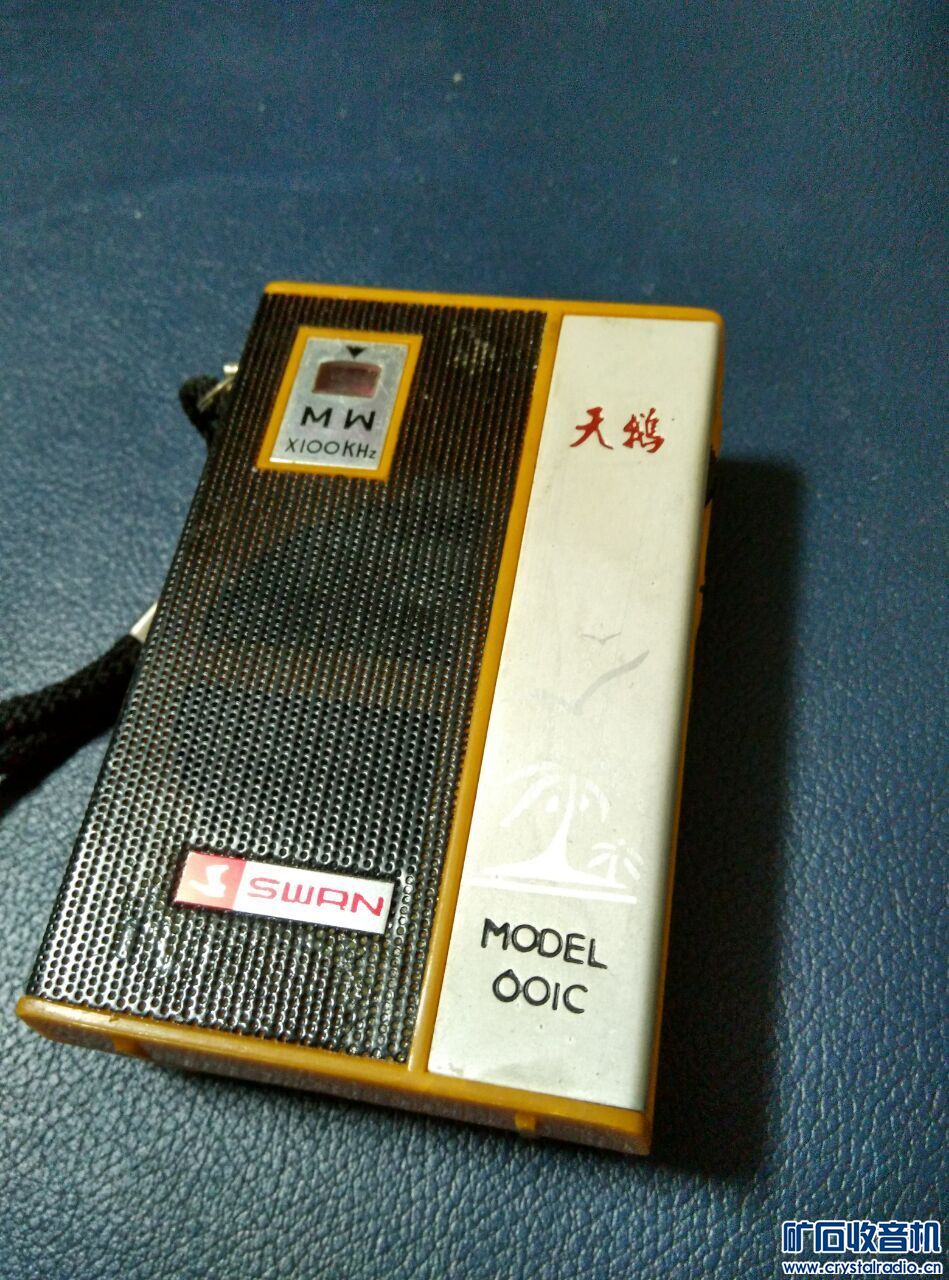 MW
X100KHz
天鹅
SWAN
MODEL
001C
矿石收音机
www.crystalradio.cn